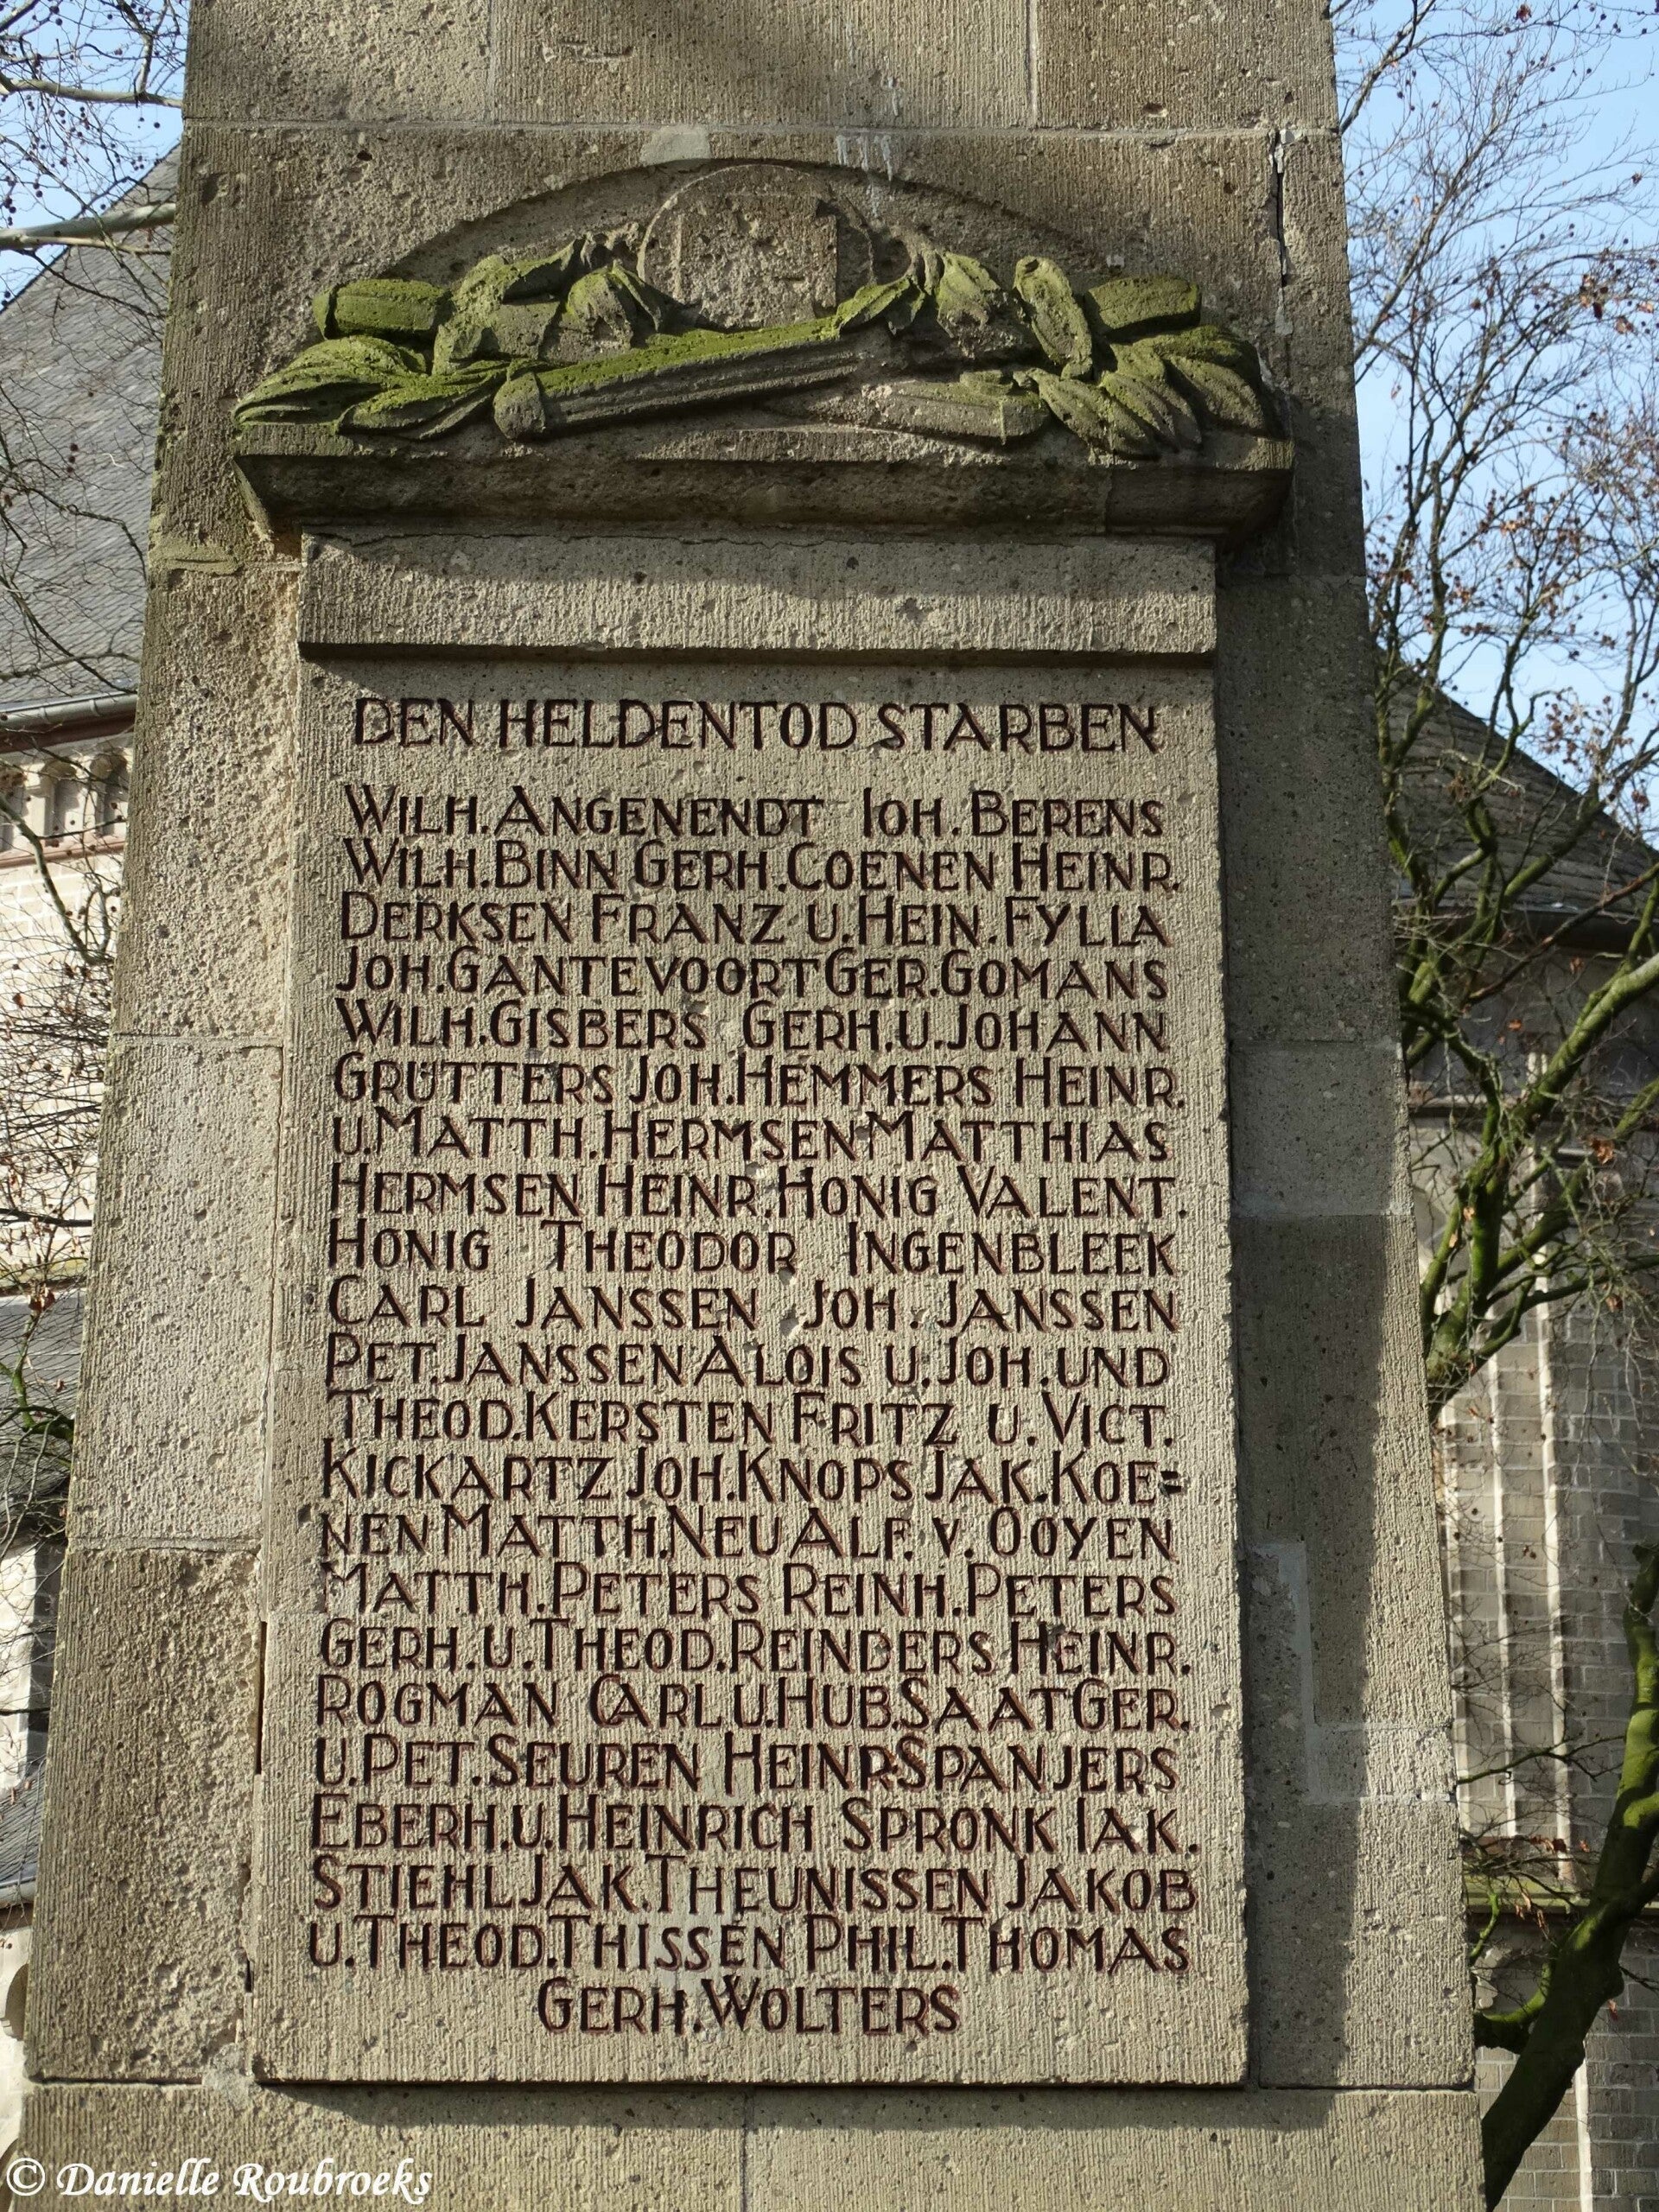 DEN HELDENTOD STARBEN
WILH. ANGENENDT IOH. BERENS
WILH. BINN GERH. COENEN HEINR.
DERKSEN FRANZ U. HEIN. FYLLA
JOH. GANTEVOORT GER. GOMANS
WILH. GISBERS GERH. U. JOHANN
GRÜTTERS JOH. HEMMERS HEINR.
U. MATTH. HERMSEN MATTHIAS
HERMSEN HEINR. HONIG VALENT.
HONIG THEODOR INGENBLEEK
CARL JANSSEN JOH. JANSSEN
PET. JANSSEN ALOIS U. JOH. UND
THEOD. KERSTEN FRITZ U. VICT.
KICKARTZ JOH. KNOPS JAK. KOE=
NEN MATTH. NEU ALF. V. OOYEN
MATTH. PETERS REINH. PETERS
GERH. U. THEOD. REINDERS HEINR.
ROGMAN CARL U. HUB. SAAT GER.
U. PET. SEUREN HEINR. SPANJERS
EBERH. U. HEINRICH SPRONK IAK.
STIEHL JAK. THEUNISSEN JAKOB
U. THEOD. THISSEN PHIL. THOMAS
GERH. WOLTERS
© Danielle Roubroeks